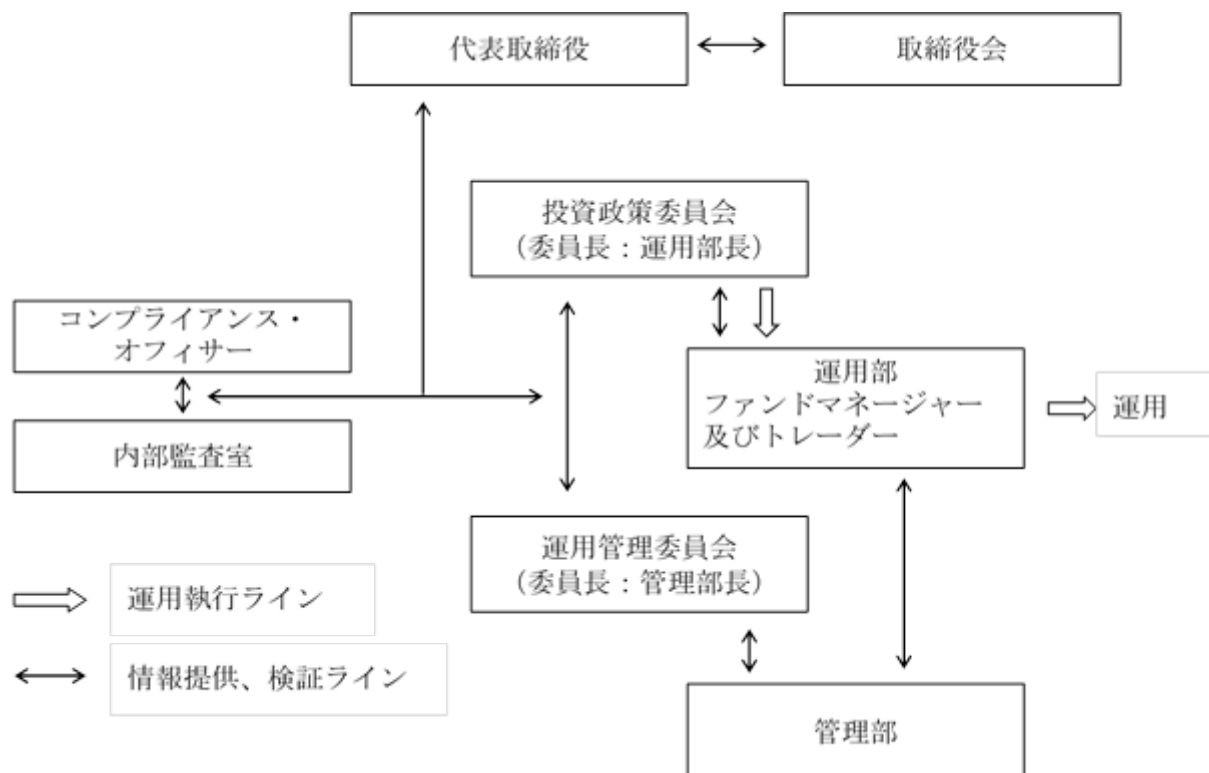 代表取締役
取締役会
投資政策委員会
（委員長：運用部長）
コンプライアンス・
オフィサー
運用部
ファンドマネージャー
及びトレーダー
運用
内部監査室
運用管理委員会
（委員長：管理部長）
運用執行ライン
情報提供、検証ライン
管理部